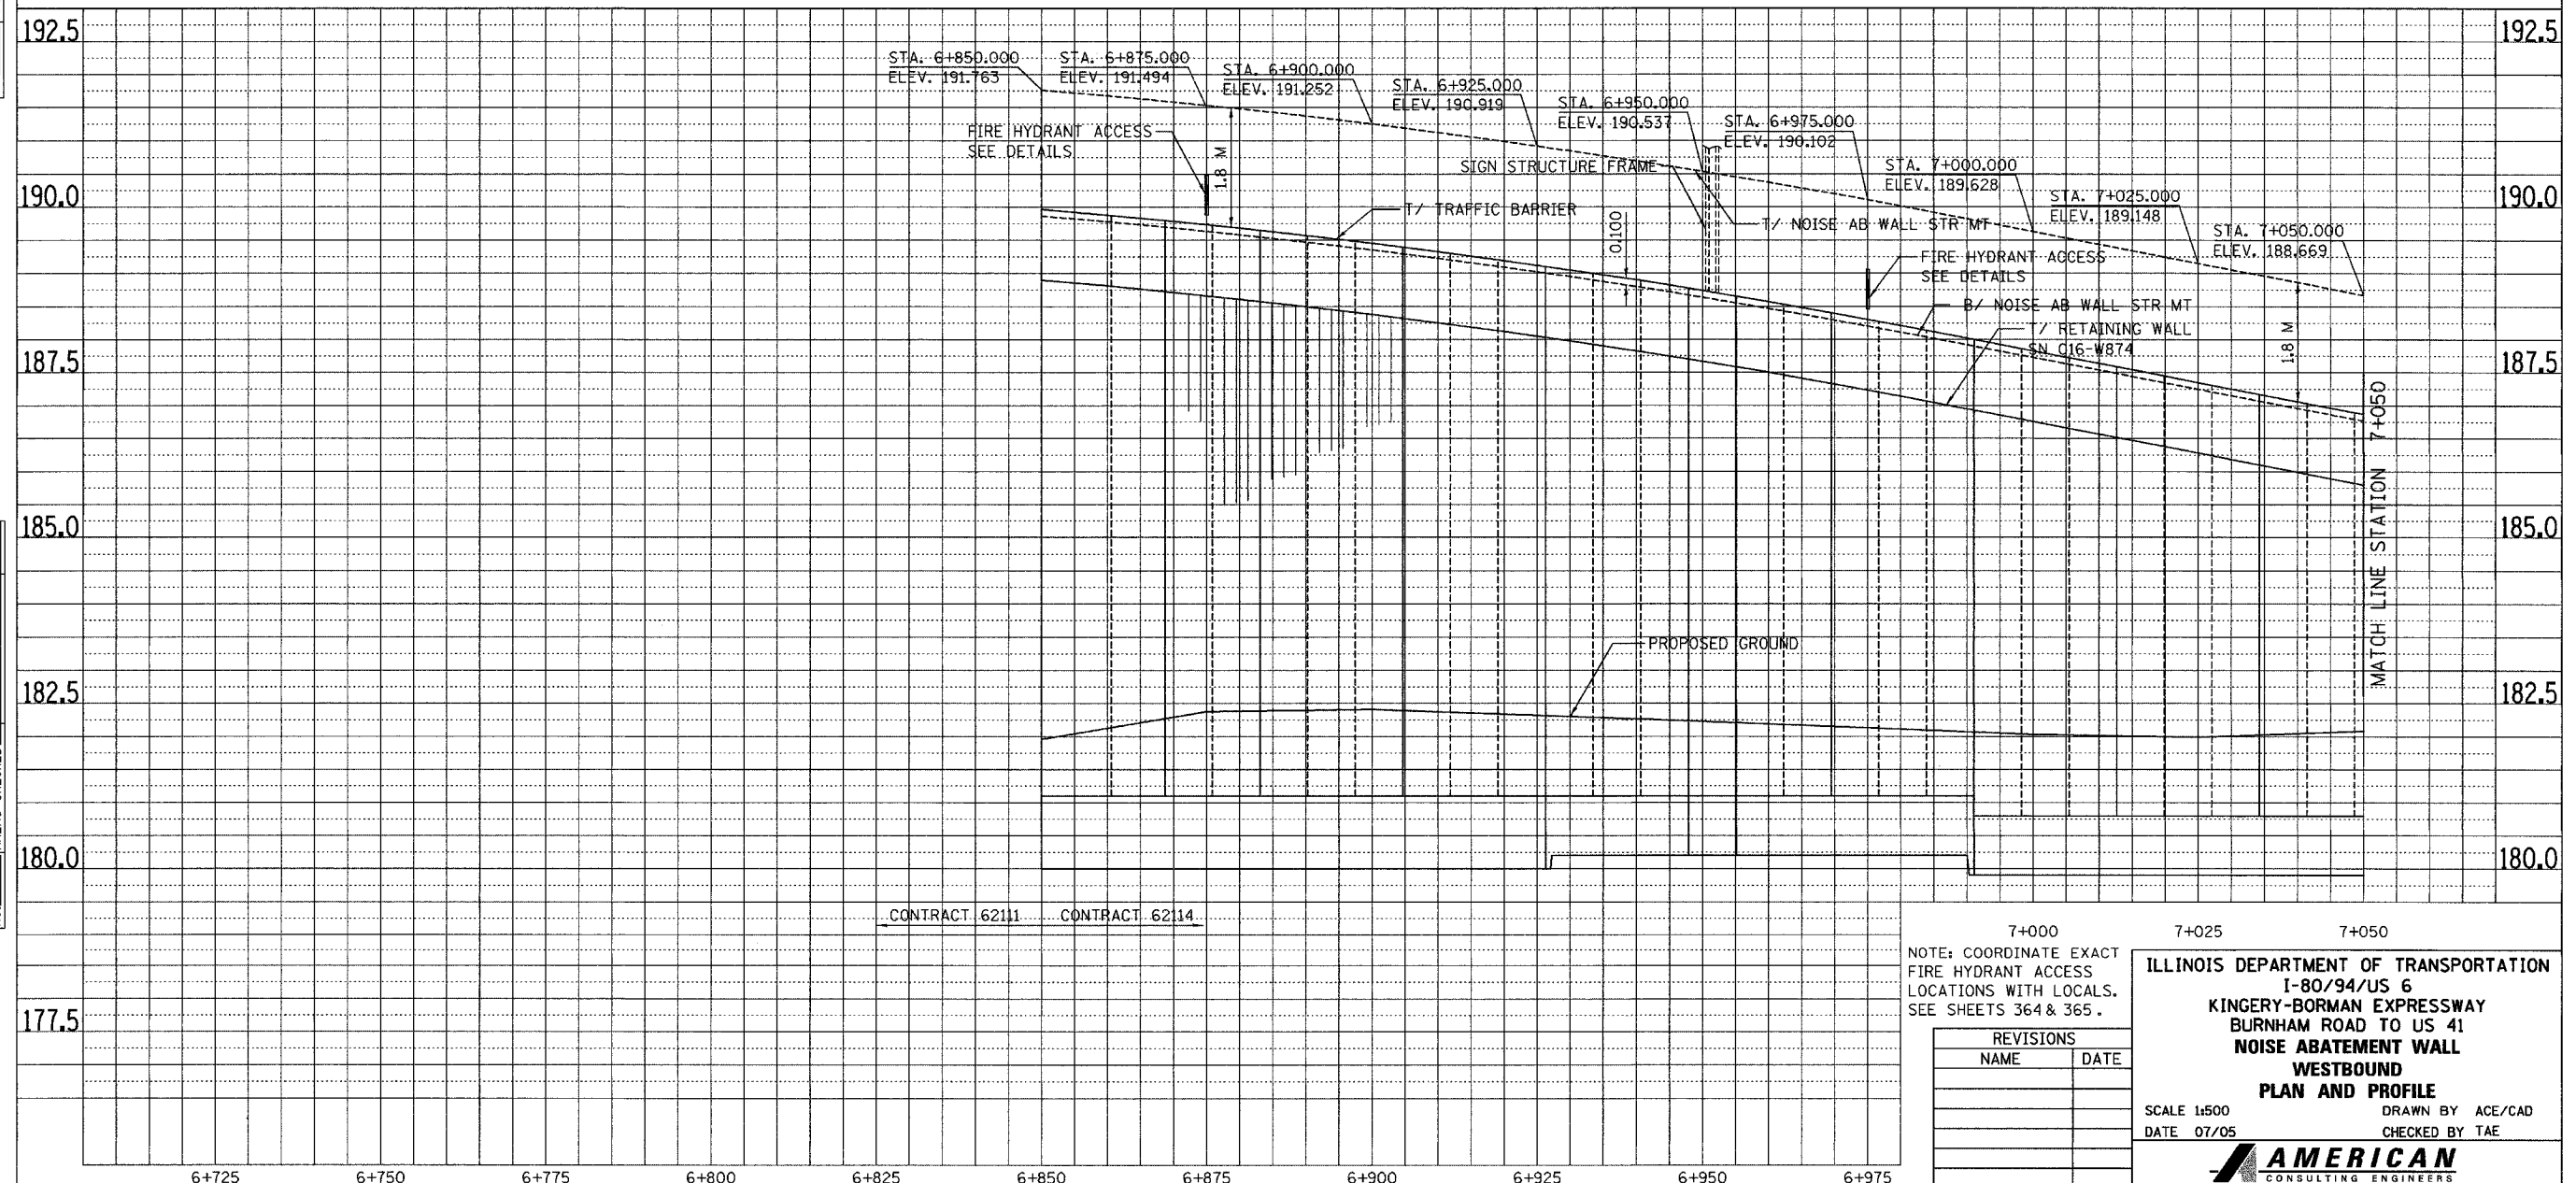 192.5
192.5
STA. 6+850.000
ELEV. 191.763
STA. 6+875.000
ELEV. 191.494
STA. 6+900.000
ELEV. 191.252
STA. 6+925.000
ELEV. 190.919
STA. 6+950.000
ELEV. 190.537
STA. 6+975.000
ELEV. 190.102
STA. 7+000.000
ELEV. 189.628
STA. 7+025.000
ELEV. 189.148
STA. 7+050.000
ELEV. 188.669
FIRE HYDRANT ACCESS
SEE DETAILS
1.8 M
SIGN STRUCTURE FRAME
190.0
190.0
T/ TRAFFIC BARRIER
0.100
T/ NOISE AB WALL STR MT
FIRE HYDRANT ACCESS
SEE DETAILS
B/ NOISE AB WALL STR MT
T/ RETAINING WALL
SN 016-W874
1.8 M
187.5
187.5
MATCH LINE STATION 7+050
185.0
185.0
PROPOSED GROUND
182.5
182.5
180.0
180.0
CONTRACT 62111
CONTRACT 62114
177.5
7+000
7+025
7+050
NOTE: COORDINATE EXACT
FIRE HYDRANT ACCESS
LOCATIONS WITH LOCALS.
SEE SHEETS 364 & 365.
REVISIONS
NAME
DATE
ILLINOIS DEPARTMENT OF TRANSPORTATION
I-80/94/US 6
KINGERY-BORMAN EXPRESSWAY
BURNHAM ROAD TO US 41
NOISE ABATEMENT WALL
WESTBOUND
PLAN AND PROFILE
SCALE 1:500
DRAWN BY ACE/CAD
DATE 07/05
CHECKED BY TAE
AMERICAN
CONSULTING ENGINEERS
6+725
6+750
6+775
6+800
6+825
6+850
6+875
6+900
6+925
6+950
6+975